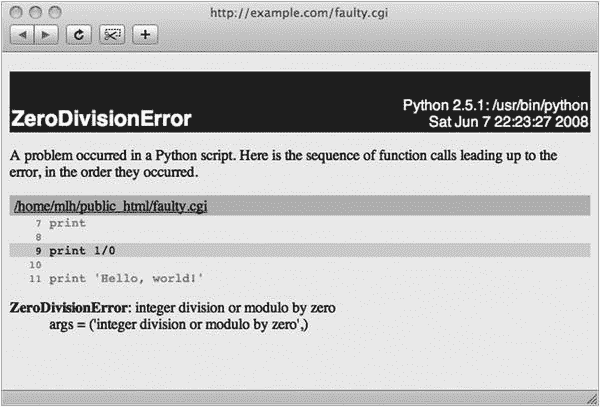 http://example.com/faulty.cgi
ZeroDivisionError
Python 2.5.1: /usr/bin/python
Sat Jun 7 22:23:27 2008
A problem occurred in a Python script. Here is the sequence of function calls leading up to the
error, in the order they occurred.
/home/mlh/public_html/faulty.cgi
7 print
8
9 print 1/0
10
11 print 'Hello, world!'
ZeroDivisionError: integer division or modulo by zero
args = ('integer division or modulo by zero',)